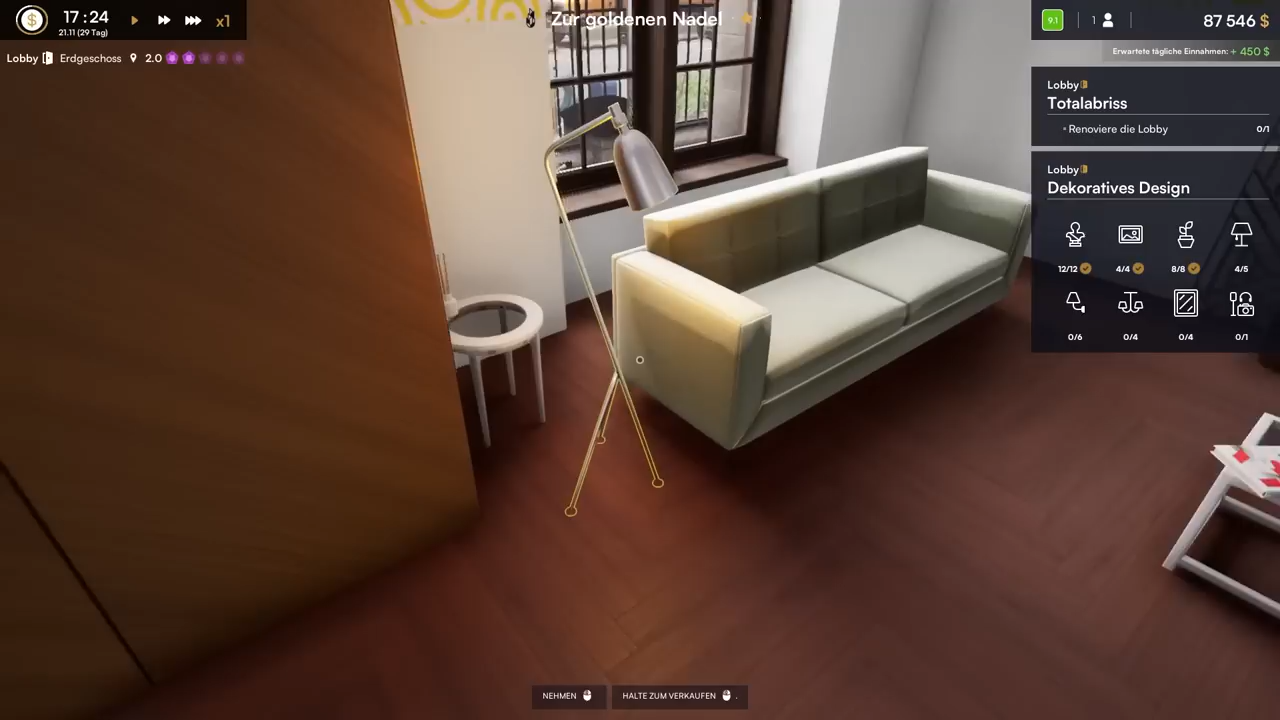 17:24
21.11 (29 Tag)
x1
Lobby Erdgeschoss 2.0
Zur goldenen Nadel
9.1 1 87 546 $
Erwartete tägliche Einnahmen: + 450 $
Lobby
Totalabriss
Renoviere die Lobby 0/1
Lobby
Dekoratives Design
12/12 4/4 8/8 4/5
0/6 0/4 0/4 0/1
NEHMEN HALTE ZUM VERKAUFEN .